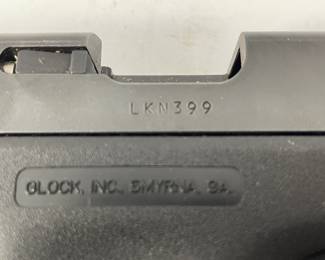 LKN399
GLOCK, INC., SMYRNA, GA.